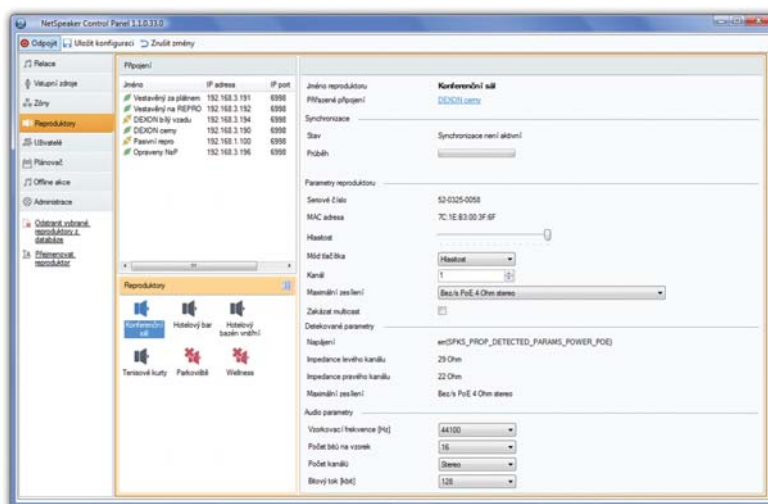 NetSpeaker Control Panel 1.1.0.33.0
Odpojit Uložit konfiguraci Zrušit změny
Relace
Vstupní zdroje
Zóny
Reproduktory
Uživatelé
Plánovač
Offline akce
Administrace
Odstranit vybrané
reproduktory z
databáze
Přejmenovat
reproduktor
Připojení
Jméno IP adresa IP port
Vestavěný za plátnem 192.168.3.191 6998
Vestavěný na REPRO 192.168.3.192 6998
DEXON bílý vzadu 192.168.3.194 6998
DEXON cerny 192.168.3.190 6998
Pasivni repro 192.168.1.100 6998
Opraveny NsP 192.168.3.196 6998
Reproduktory
Konferenční
sál
Hotelový bar
Hotelový
bazén vnitřní
Tenisové kurty
Parkoviště
Wellness
Jméno reproduktoru Konferenční sál
Přiřazené připojení DEXON cerny
Synchronizace
Stav Synchronizace není aktivní
Průběh
Parametry reproduktoru
Seriové číslo 52-0325-0058
MAC adresa 7C:1E:B3:00:3F:6F
Hlasitost
Mód tlačítka Hlasitost
Kanál 1
Maximální zesílení Bez/s PoE 4 Ohm stereo
Zakázat multicast
Detekované parametry
Napájení err(SPKS_PROP_DETECTED_PARAMS_POWER_POE)
Impedance levého kanálu 29 Ohm
Impedance pravého kanálu 22 Ohm
Maximální zesílení Bez/s PoE 4 Ohm stereo
Audio parametry
Vzorkovací frekvence [Hz] 44100
Počet bitů na vzorek 16
Počet kanálů Stereo
Bitový tok [kbit] 128